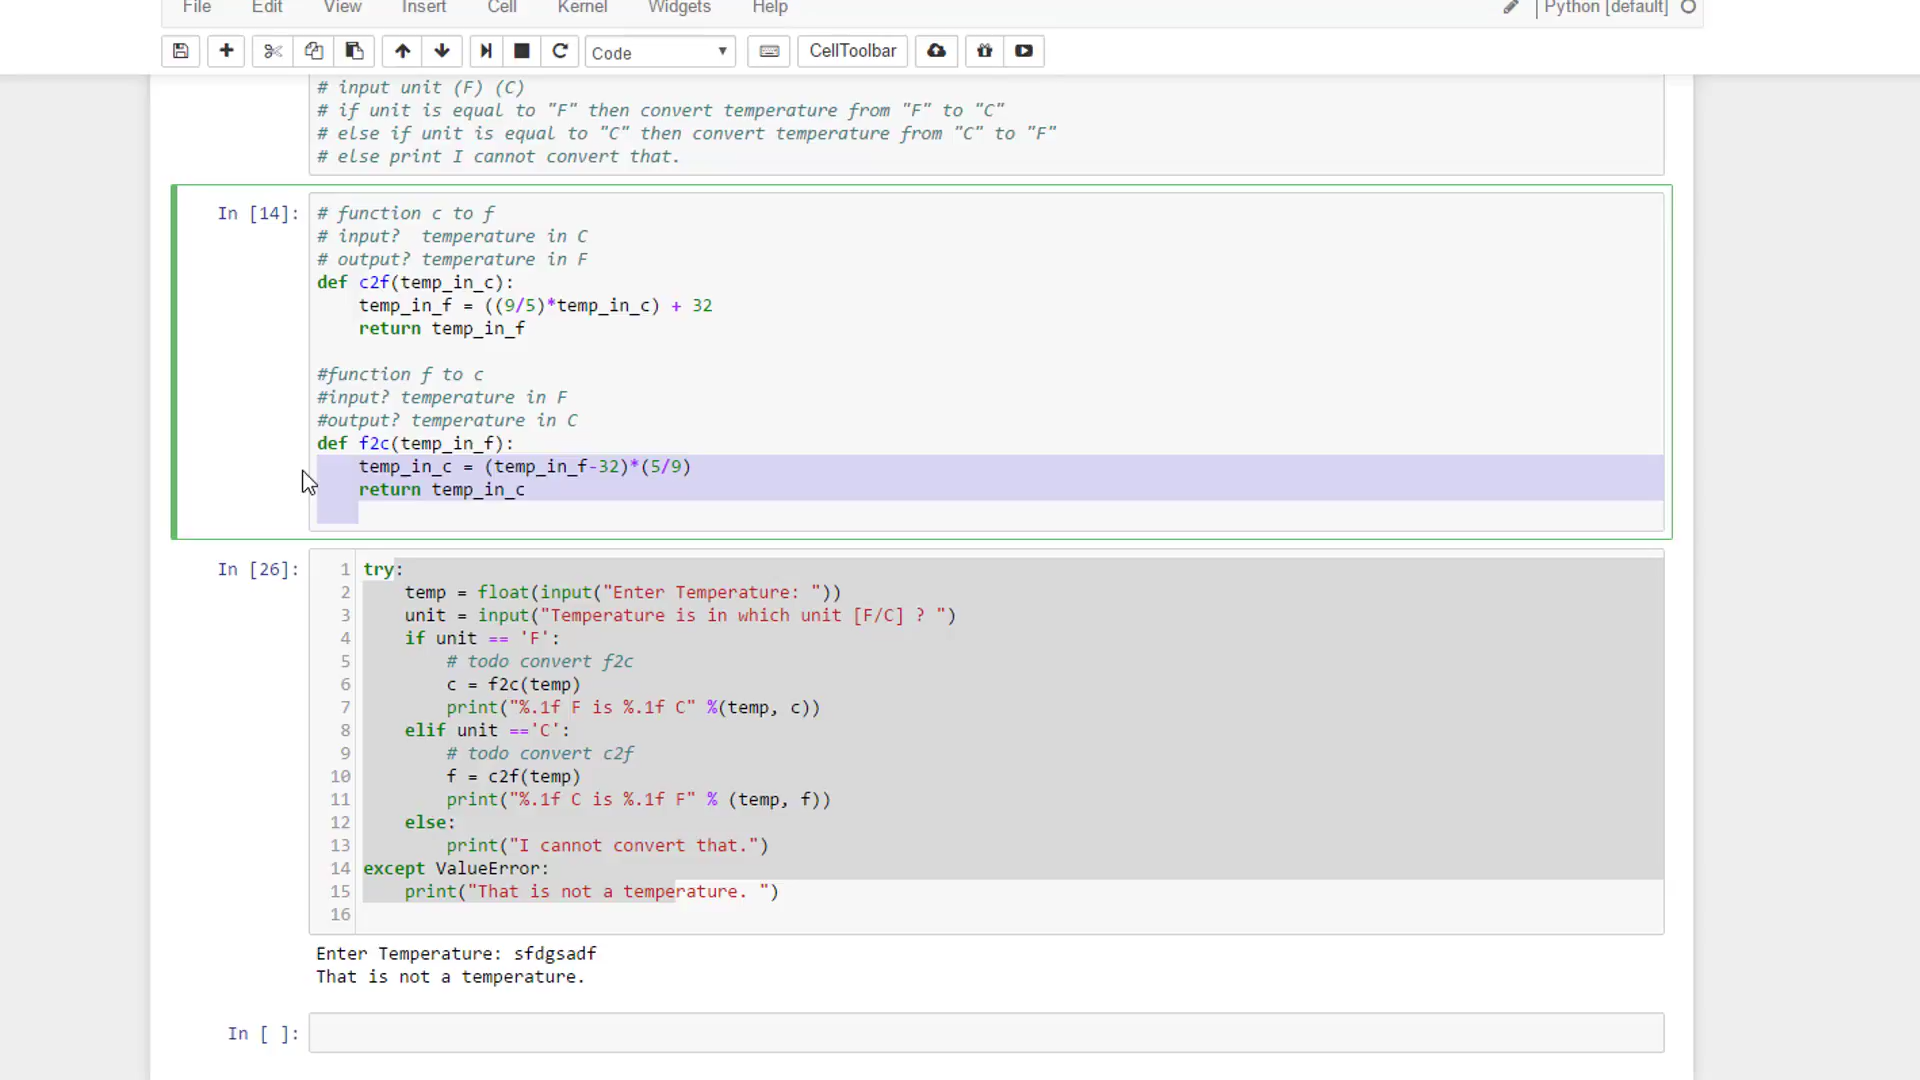 File Edit View Insert Cell Kernel Widgets Help Python [default]
Code CellToolbar
# input unit (F) (C)
# if unit is equal to "F" then convert temperature from "F" to "C"
# else if unit is equal to "C" then convert temperature from "C" to "F"
# else print I cannot convert that.
In [14]:
# function c to f
# input?  temperature in C
# output? temperature in F
def c2f(temp_in_c):
    temp_in_f = ((9/5)*temp_in_c) + 32
    return temp_in_f
#function f to c
#input? temperature in F
#output? temperature in C
def f2c(temp_in_f):
    temp_in_c = (temp_in_f-32)*(5/9)
    return temp_in_c
In [26]:
1 try:
2     temp = float(input("Enter Temperature: "))
3     unit = input("Temperature is in which unit [F/C] ? ")
4     if unit == 'F':
5         # todo convert f2c
6         c = f2c(temp)
7         print("%.1f F is %.1f C" %(temp, c))
8     elif unit =='C':
9         # todo convert c2f
10         f = c2f(temp)
11         print("%.1f C is %.1f F" % (temp, f))
12     else:
13         print("I cannot convert that.")
14 except ValueError:
15     print("That is not a temperature. ")
16
Enter Temperature: sfdgsadf
That is not a temperature.
In [ ]: